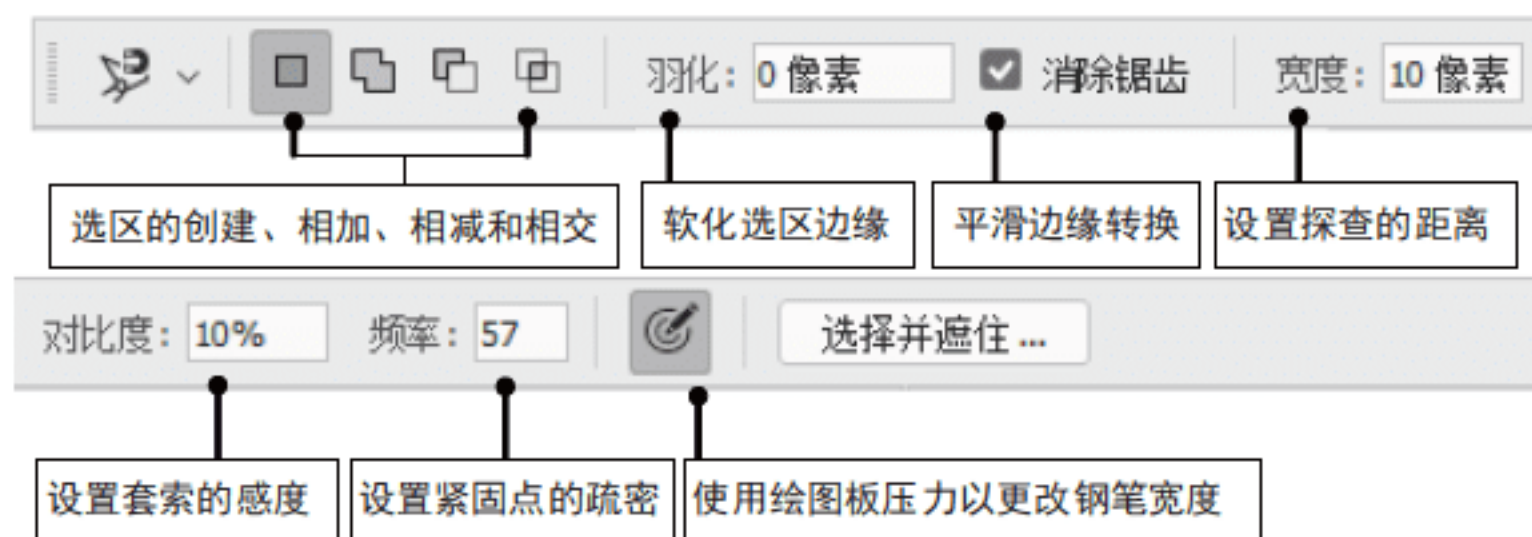 羽化: 0 像素 消除锯齿 宽度: 10 像素
选区的创建、相加、相减和相交 软化选区边缘 平滑边缘转换 设置探查的距离
对比度: 10% 频率: 57 选择并遮住 ...
设置套索的感度 设置紧固点的疏密 使用绘图板压力以更改钢笔宽度